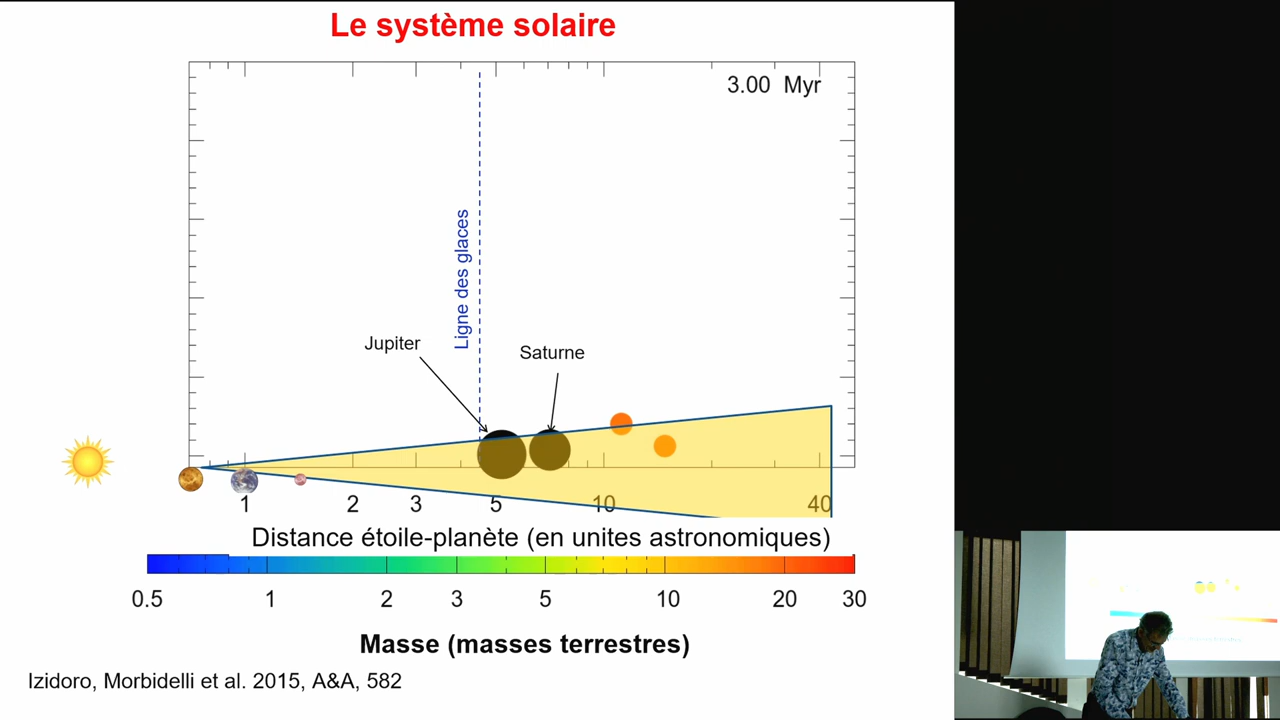 Le système solaire
3.00 Myr
Ligne des glaces
Jupiter
Saturne
1 2 3 5 10 40
Distance étoile-planète (en unites astronomiques)
0.5 1 2 3 5 10 20 30
Masse (masses terrestres)
Izidoro, Morbidelli et al. 2015, A&A, 582